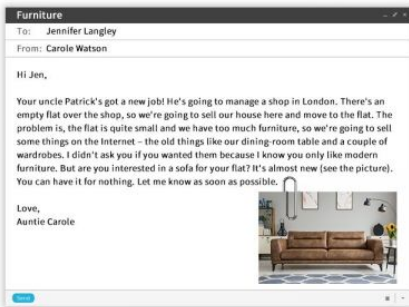 Furniture
To: Jennifer Langley
From: Carole Watson
Hi Jen,
Your uncle Patrick's got a new job! He's going to manage a shop in London. There's an
empty flat over the shop, so we're going to sell our house here and move to the flat. The
problem is, the flat is quite small and we have too much furniture, so we're going to sell
some things on the Internet – the old things like our dining-room table and a couple of
wardrobes. I didn't ask you if you wanted them because I know you only like modern
furniture. But are you interested in a sofa for your flat? It's almost new (see the picture).
You can have it for nothing. Let me know as soon as possible.
Love,
Auntie Carole
Send